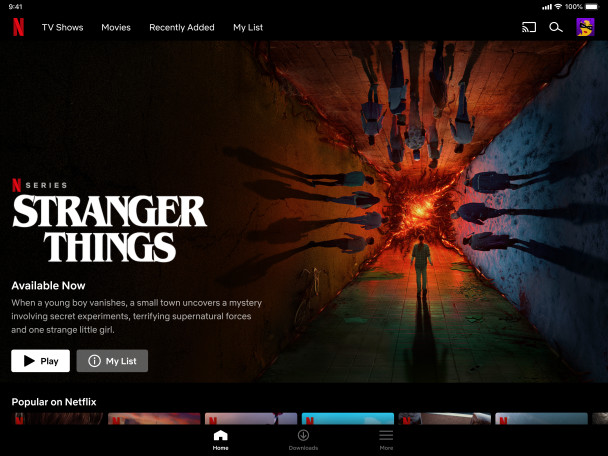 9:41
100%
N
TV Shows
Movies
Recently Added
My List
N SERIES
STRANGER
THINGS
Available Now
When a young boy vanishes, a small town uncovers a mystery
involving secret experiments, terrifying supernatural forces
and one strange little girl.
Play
My List
Popular on Netflix
N
N
N
N
N
N
Home
Downloads
More